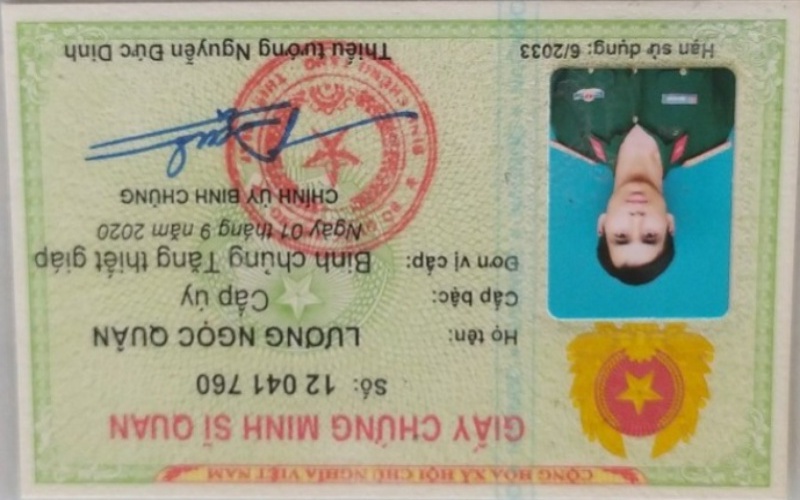 CỘNG HÒA XÃ HỘI CHỦ NGHĨA VIỆT NAM
GIẤY CHỨNG MINH SĨ QUAN
Số: 12 041 760
Họ tên: LƯƠNG NGỌC QUÂN
Cấp bậc: Cấp úy
Đơn vị cấp: Binh chủng Tăng thiết giáp
Ngày 01 tháng 9 năm 2020
CHÍNH ỦY BINH CHỦNG
Hạn sử dụng: 6/2033
Thiếu tướng Nguyễn Đức Dinh